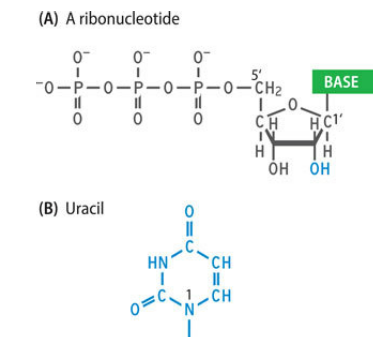 (A) A ribonucleotide
O⁻ O⁻ O⁻
⁻O—P—O—P—O—P—O—CH₂ 5′ BASE
O O O
O
C H H C 1′
H H
OH OH
(B) Uracil
O
C
HN CH
C 1 CH
O N